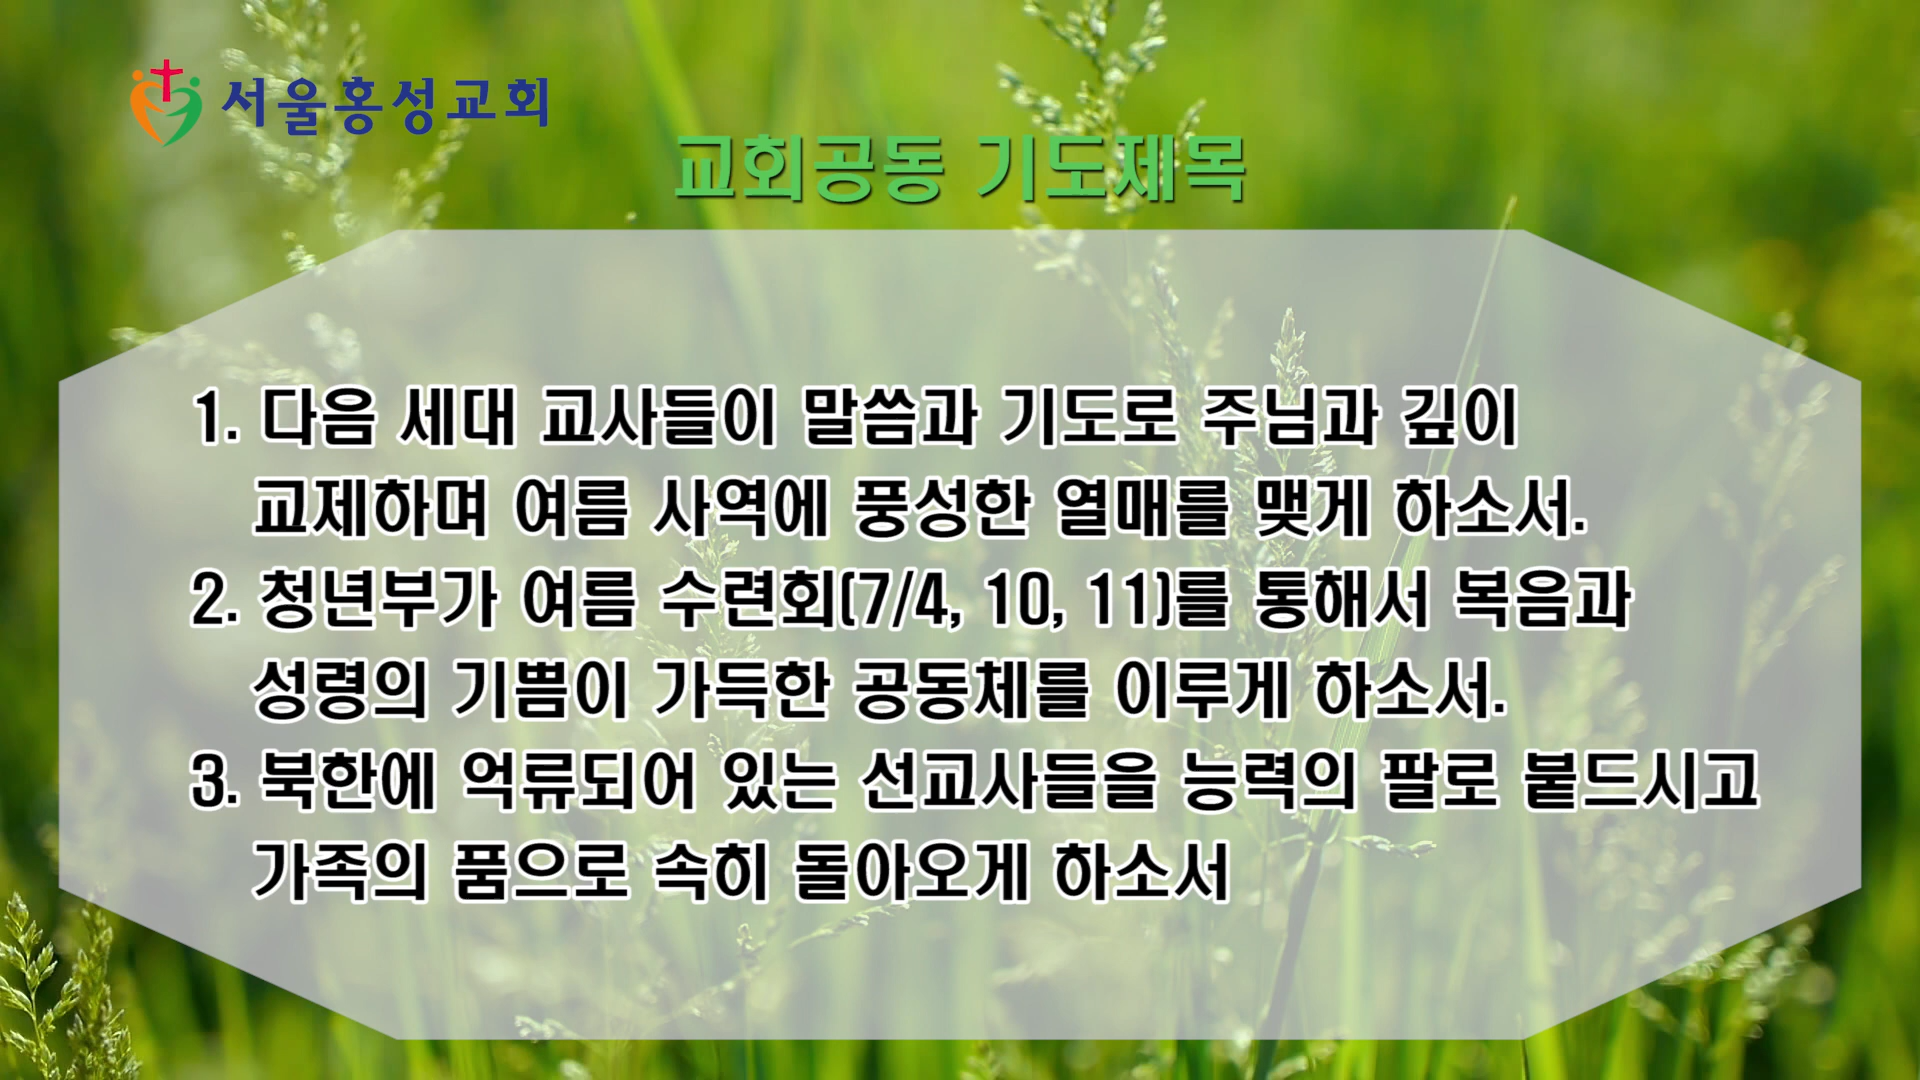 서울홍성교회
교회공동 기도제목
1. 다음 세대 교사들이 말씀과 기도로 주님과 깊이
교제하며 여름 사역에 풍성한 열매를 맺게 하소서.
2. 청년부가 여름 수련회(7/4, 10, 11)를 통해서 복음과
성령의 기쁨이 가득한 공동체를 이루게 하소서.
3. 북한에 억류되어 있는 선교사들을 능력의 팔로 붙드시고
가족의 품으로 속히 돌아오게 하소서